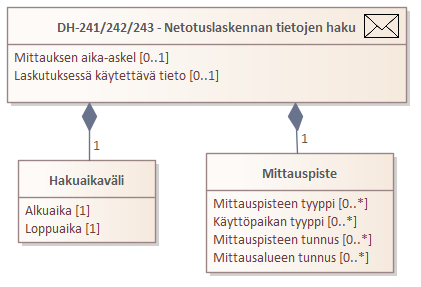 DH-241/242/243 - Netotuslaskennan tietojen haku
Mittauksen aika-askel [0..1]
Laskutuksessä käytettävä tieto [0..1]
1
1
Hakuaikaväli
Alkuaika [1]
Loppuaika [1]
Mittauspiste
Mittauspisteen tyyppi [0..*]
Käyttöpaikan tyyppi [0..*]
Mittauspisteen tunnus [0..*]
Mittausalueen tunnus [0..*]